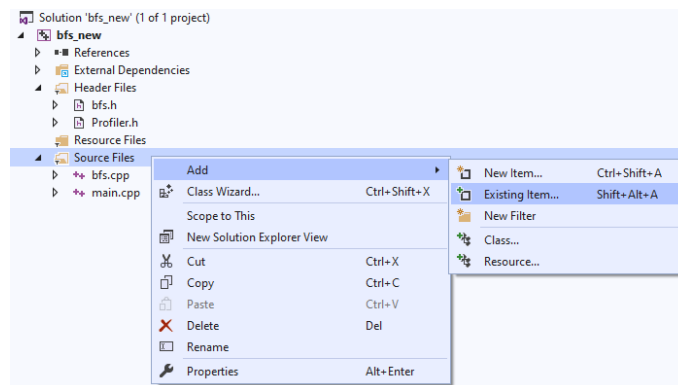 Solution 'bfs_new' (1 of 1 project)
bfs_new
References
External Dependencies
Header Files
bfs.h
Profiler.h
Resource Files
Source Files
bfs.cpp
main.cpp
Add
Class Wizard... Ctrl+Shift+X
Scope to This
New Solution Explorer View
Cut Ctrl+X
Copy Ctrl+C
Paste Ctrl+V
Delete Del
Rename
Properties Alt+Enter
New Item... Ctrl+Shift+A
Existing Item... Shift+Alt+A
New Filter
Class...
Resource...